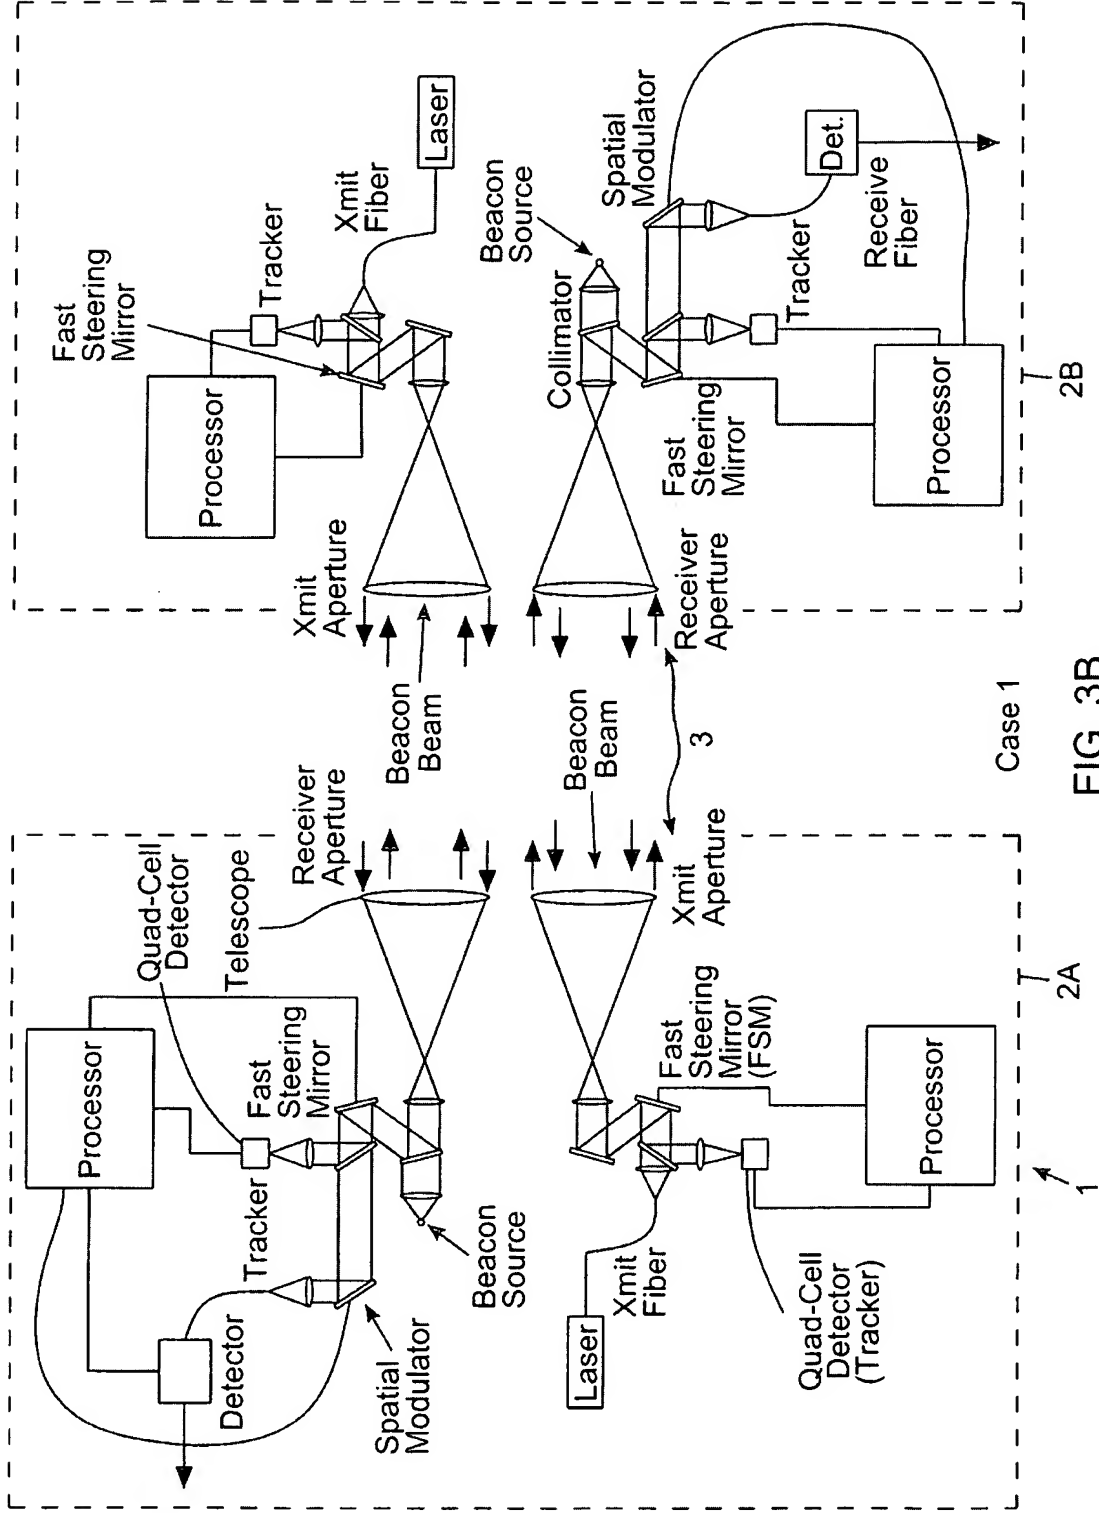 Processor
Quad-Cell
Detector
Telescope
Receiver
Aperture
Fast
Steering
Mirror
Tracker
Detector
Spatial
Modulator
Beacon
Source
Beacon
Beam
Xmit
Aperture
Processor
Fast
Steering
Mirror
Tracker
Xmit
Fiber
Laser
Laser
Xmit
Fiber
Quad-Cell
Detector
(Tracker)
Fast
Steering
Mirror
(FSM)
Processor
Xmit
Aperture
Beacon
Beam
3
Receiver
Aperture
Collimator
Beacon
Source
Spatial
Modulator
Fast
Steering
Mirror
Tracker
Det.
Receive
Fiber
Processor
1
2A
2B
Case 1
FIG. 3B